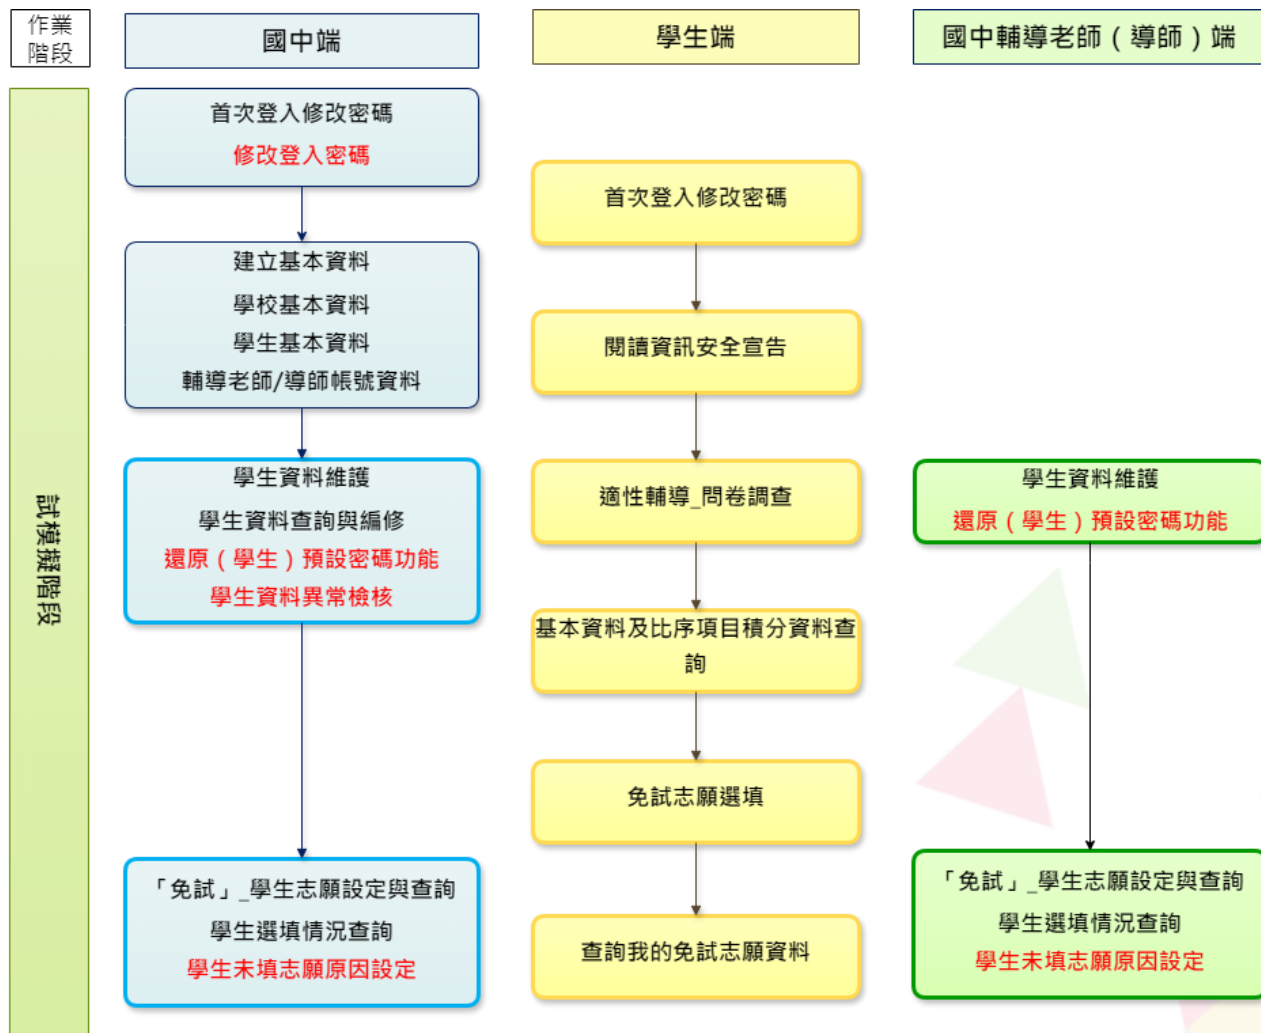 作業
階段
國中端
學生端
國中輔導老師（導師）端
試模擬階段
首次登入修改密碼
修改登入密碼
建立基本資料
學校基本資料
學生基本資料
輔導老師/導師帳號資料
學生資料維護
學生資料查詢與編修
還原（學生）預設密碼功能
學生資料異常檢核
「免試」_學生志願設定與查詢
學生選填情況查詢
學生未填志願原因設定
首次登入修改密碼
閱讀資訊安全宣告
適性輔導_問卷調查
基本資料及比序項目積分資料查
詢
免試志願選填
查詢我的免試志願資料
學生資料維護
還原（學生）預設密碼功能
「免試」_學生志願設定與查詢
學生選填情況查詢
學生未填志願原因設定